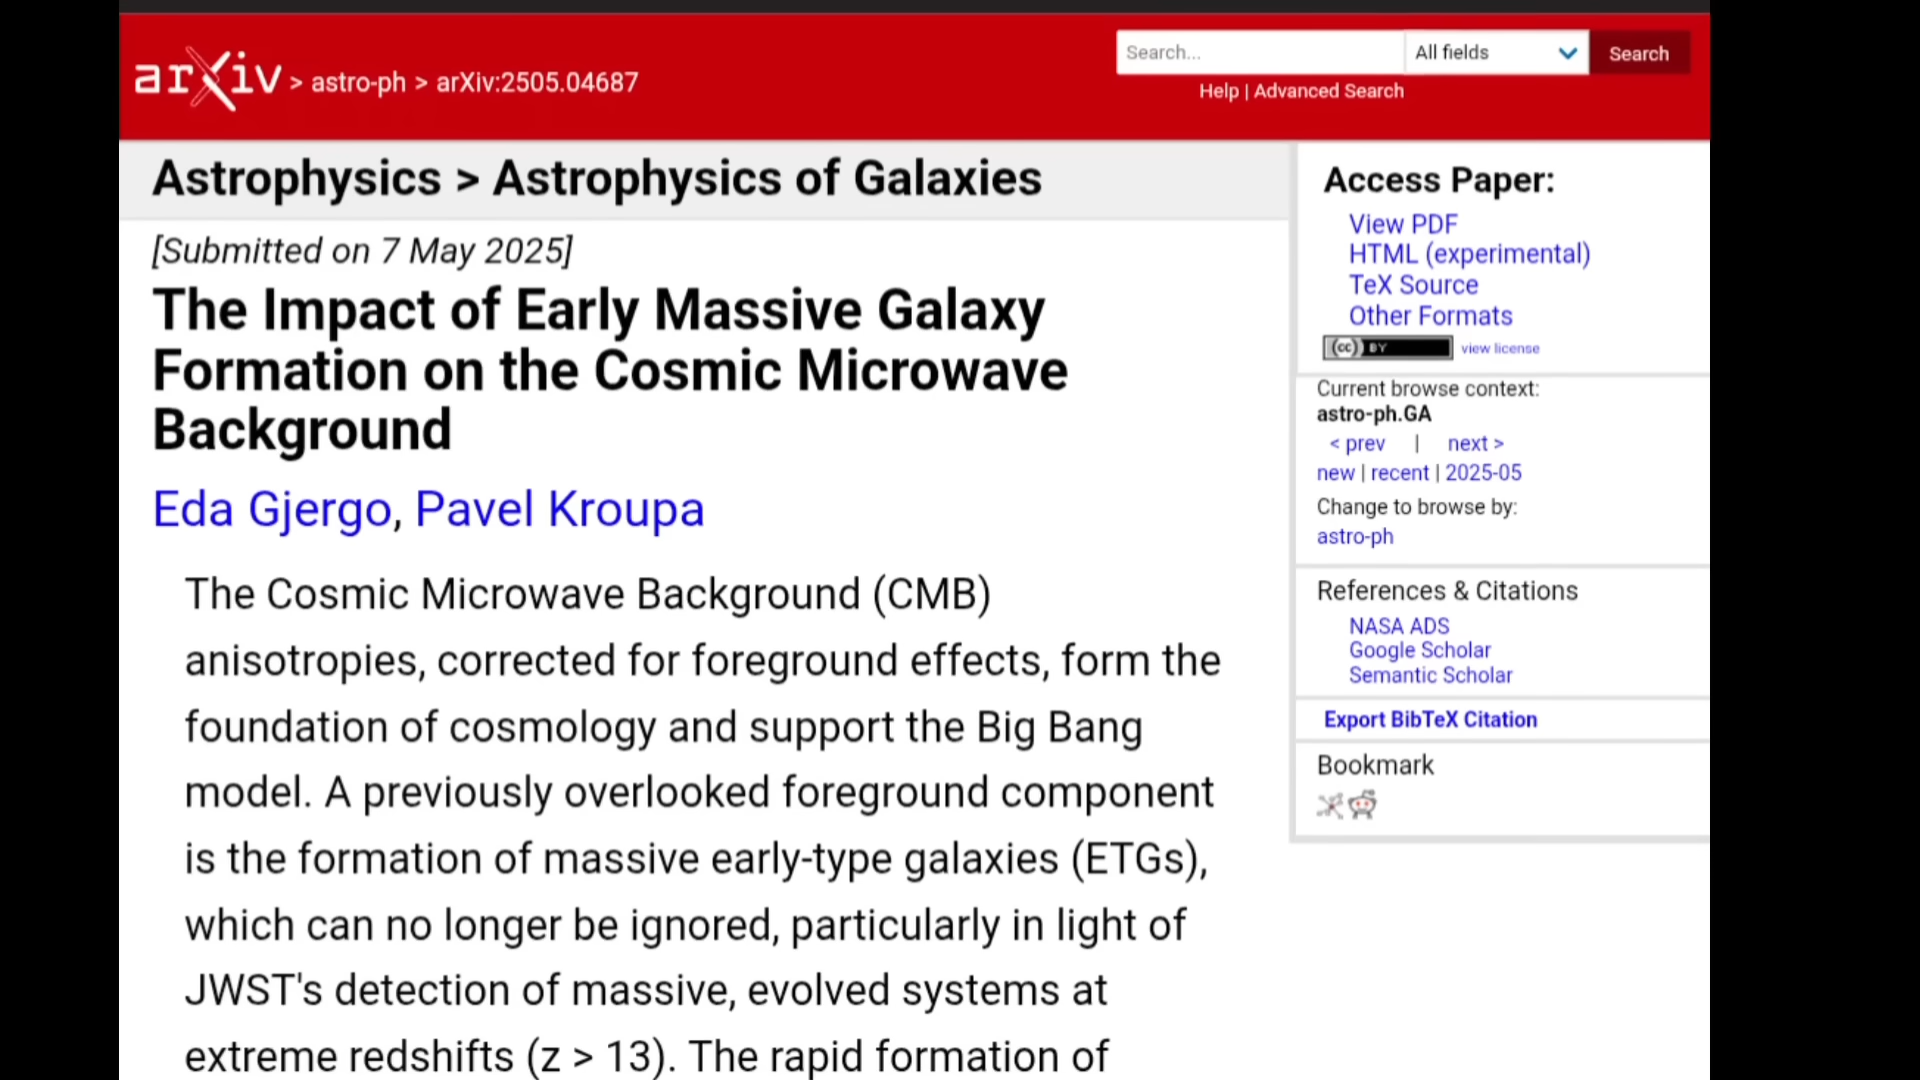 arXiv > astro-ph > arXiv:2505.04687
Search...
All fields
Search
Help | Advanced Search
Astrophysics > Astrophysics of Galaxies
[Submitted on 7 May 2025]
The Impact of Early Massive Galaxy
Formation on the Cosmic Microwave
Background
Eda Gjergo, Pavel Kroupa
The Cosmic Microwave Background (CMB)
anisotropies, corrected for foreground effects, form the
foundation of cosmology and support the Big Bang
model. A previously overlooked foreground component
is the formation of massive early-type galaxies (ETGs),
which can no longer be ignored, particularly in light of
JWST's detection of massive, evolved systems at
extreme redshifts (z > 13). The rapid formation of
Access Paper:
View PDF
HTML (experimental)
TeX Source
Other Formats
(cc) BY
view license
Current browse context:
astro-ph.GA
< prev | next >
new | recent | 2025-05
Change to browse by:
astro-ph
References & Citations
NASA ADS
Google Scholar
Semantic Scholar
Export BibTeX Citation
Bookmark